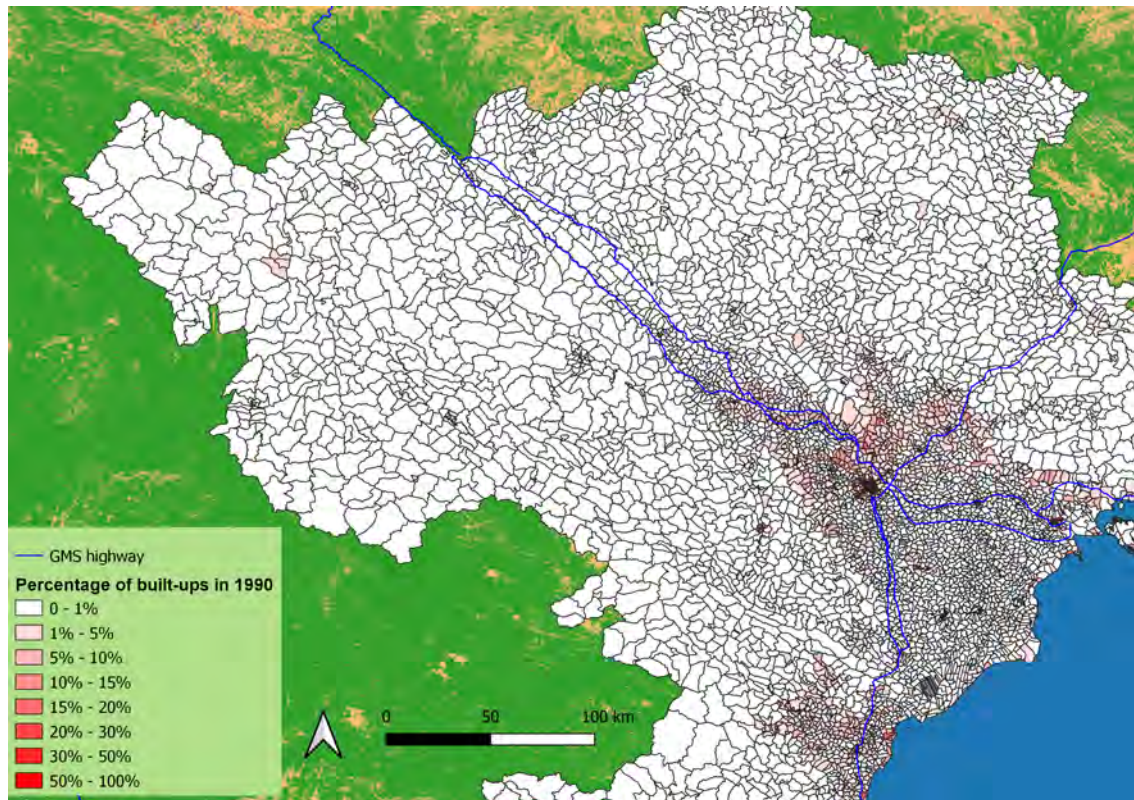 GMS highway
Percentage of built-ups in 1990
0 - 1%
1% - 5%
5% - 10%
10% - 15%
15% - 20%
20% - 30%
30% - 50%
50% - 100%
0 50 100 km